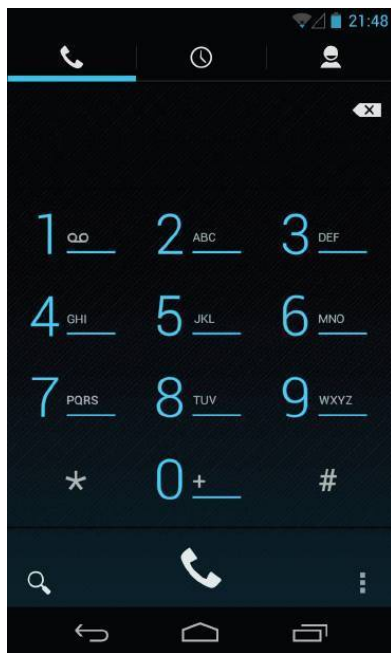 21:48
1 2 ABC 3 DEF
4 GHI 5 JKL 6 MNO
7 PQRS 8 TUV 9 WXYZ
* 0 + #